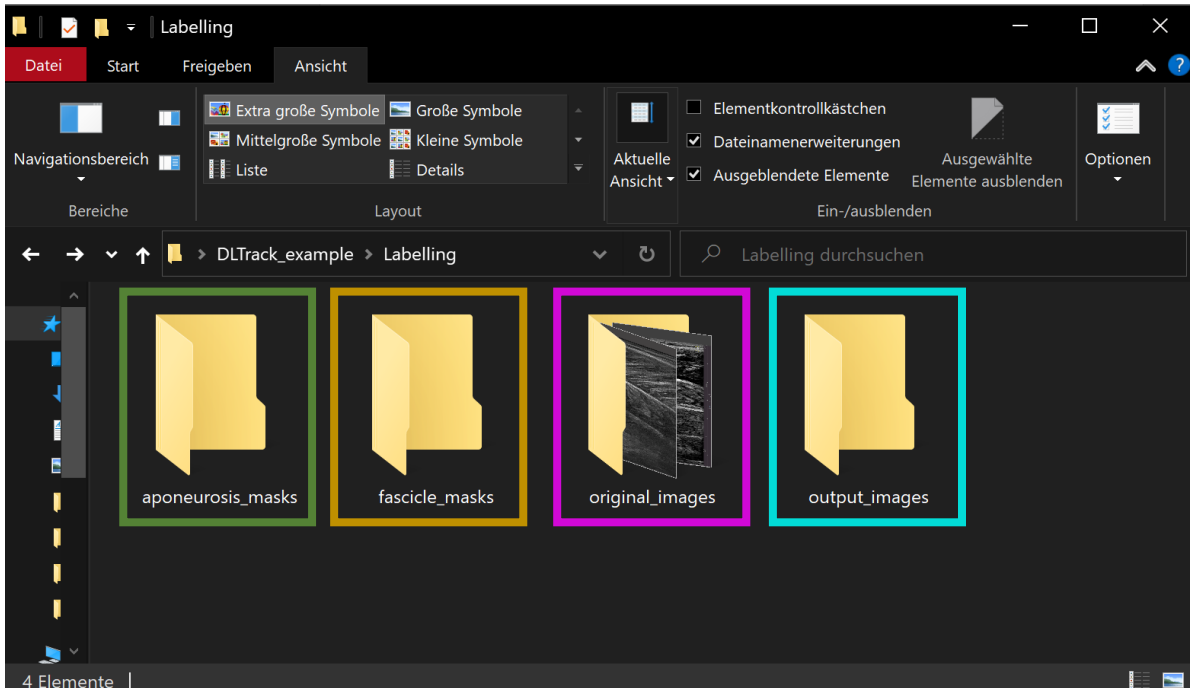 Labelling
Datei Start Freigeben Ansicht
Extra große Symbole Große Symbole
Mittelgroße Symbole Kleine Symbole
Liste Details
Navigationsbereich
Aktuelle
Ansicht
Elementkontrollkästchen
Dateinamenerweiterungen
Ausgeblendete Elemente
Ausgewählte
Elemente ausblenden
Optionen
Bereiche Layout Ein-/ausblenden
DLTrack_example > Labelling
Labelling durchsuchen
aponeurosis_masks fascicle_masks original_images output_images
4 Elemente